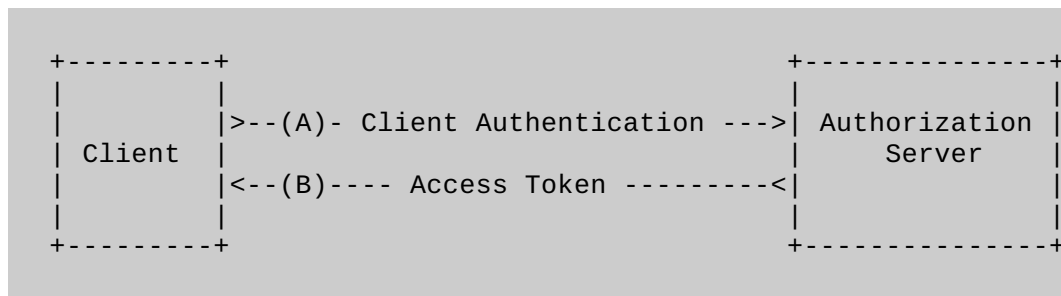 +---------+                                  +---------------+
|         |                                  |               |
|         |>--(A)- Client Authentication --->| Authorization |
| Client  |                                  |     Server    |
|         |<--(B)---- Access Token ---------<|               |
|         |                                  |               |
+---------+                                  +---------------+